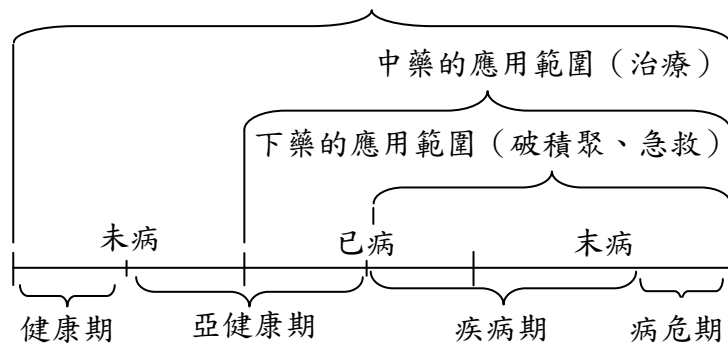 中藥的應用範圍（治療）
下藥的應用範圍（破積聚、急救）
未病 已病 末病
健康期 亞健康期 疾病期 病危期